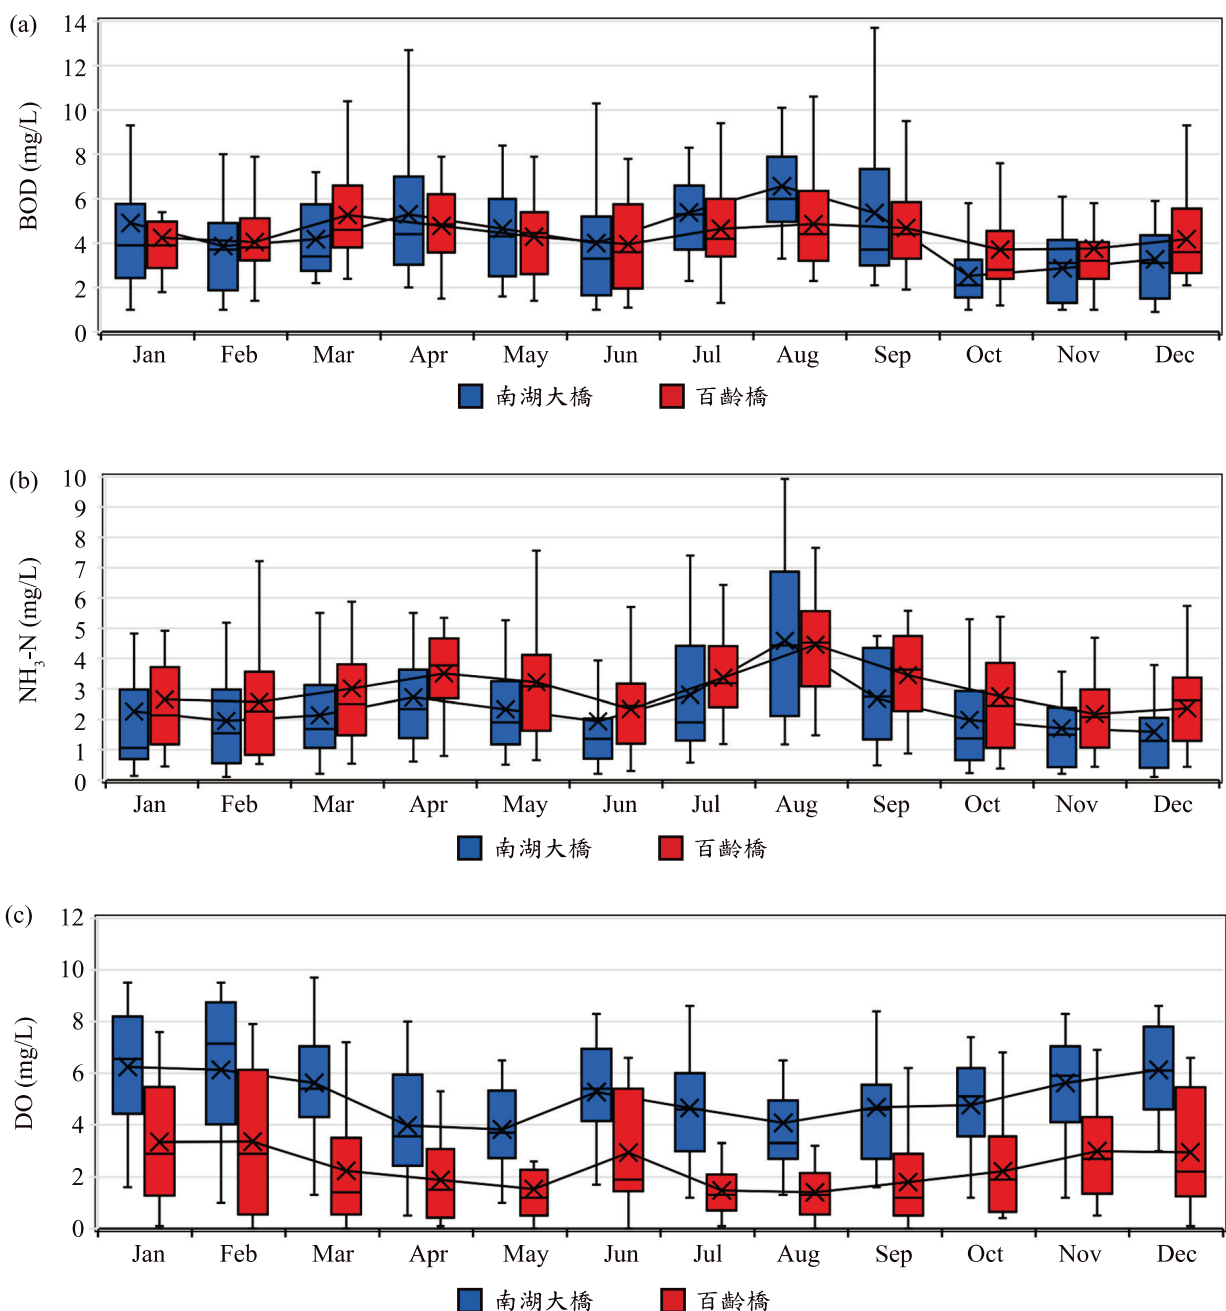 (a)
BOD (mg/L)
14
12
10
8
6
4
2
0
Jan Feb Mar Apr May Jun Jul Aug Sep Oct Nov Dec
南湖大橋 百齡橋
(b)
NH3-N (mg/L)
10
9
8
7
6
5
4
3
2
1
0
Jan Feb Mar Apr May Jun Jul Aug Sep Oct Nov Dec
南湖大橋 百齡橋
(c)
DO (mg/L)
12
10
8
6
4
2
0
Jan Feb Mar Apr May Jun Jul Aug Sep Oct Nov Dec
南湖大橋 百齡橋